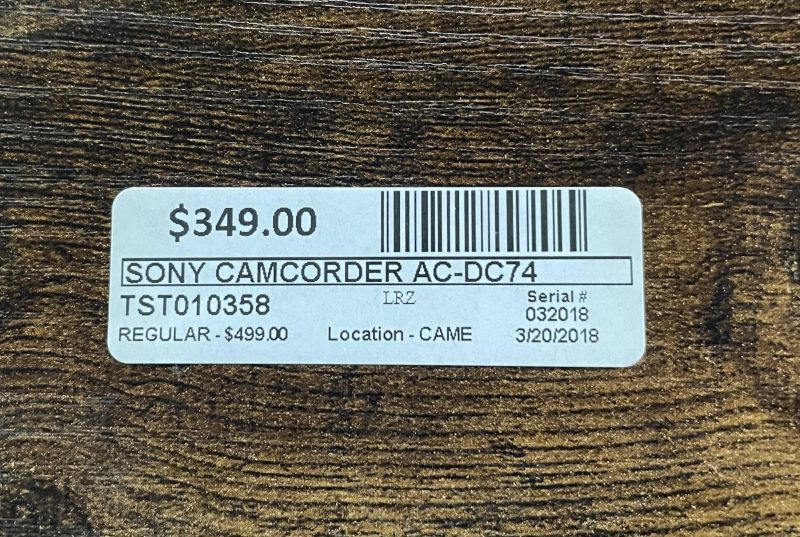 $349.00
SONY CAMCORDER AC-DC74
TST010358 LRZ Serial #
032018
REGULAR - $499.00 Location - CAME 3/20/2018